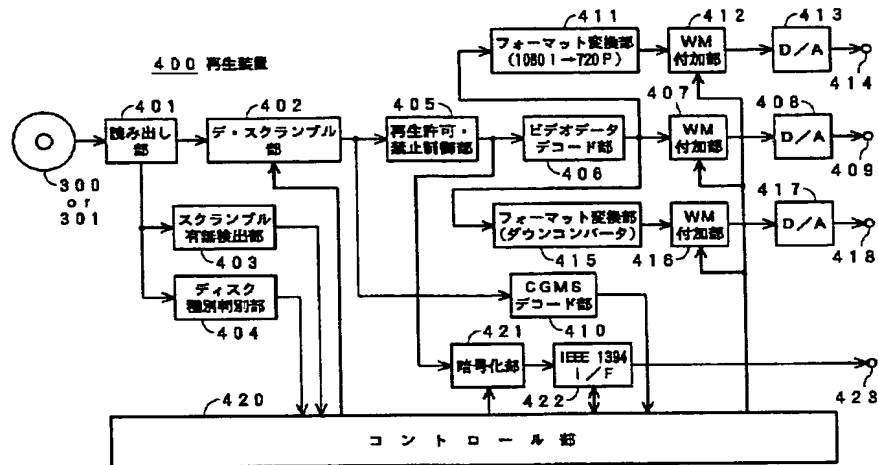 400 再生装置
411
フォーマット変換部
(1080I→720P)
412
WM
付加部
413
D/A
414
401
読み出し
部
402
デ・スクランブル
部
405
再生許可・
禁止制御部
ビデオデータ
デコード部
406
407
WM
付加部
408
D/A
409
300
or
301
スクランブル
有無検出部
403
ディスク
種別判別部
404
フォーマット変換部
(ダウンコンバータ)
415
WM
付加部
416
417
D/A
418
CGMS
デコード部
410
421
暗号化部
IEEE 1394
I/F
422
423
420
コントロール部